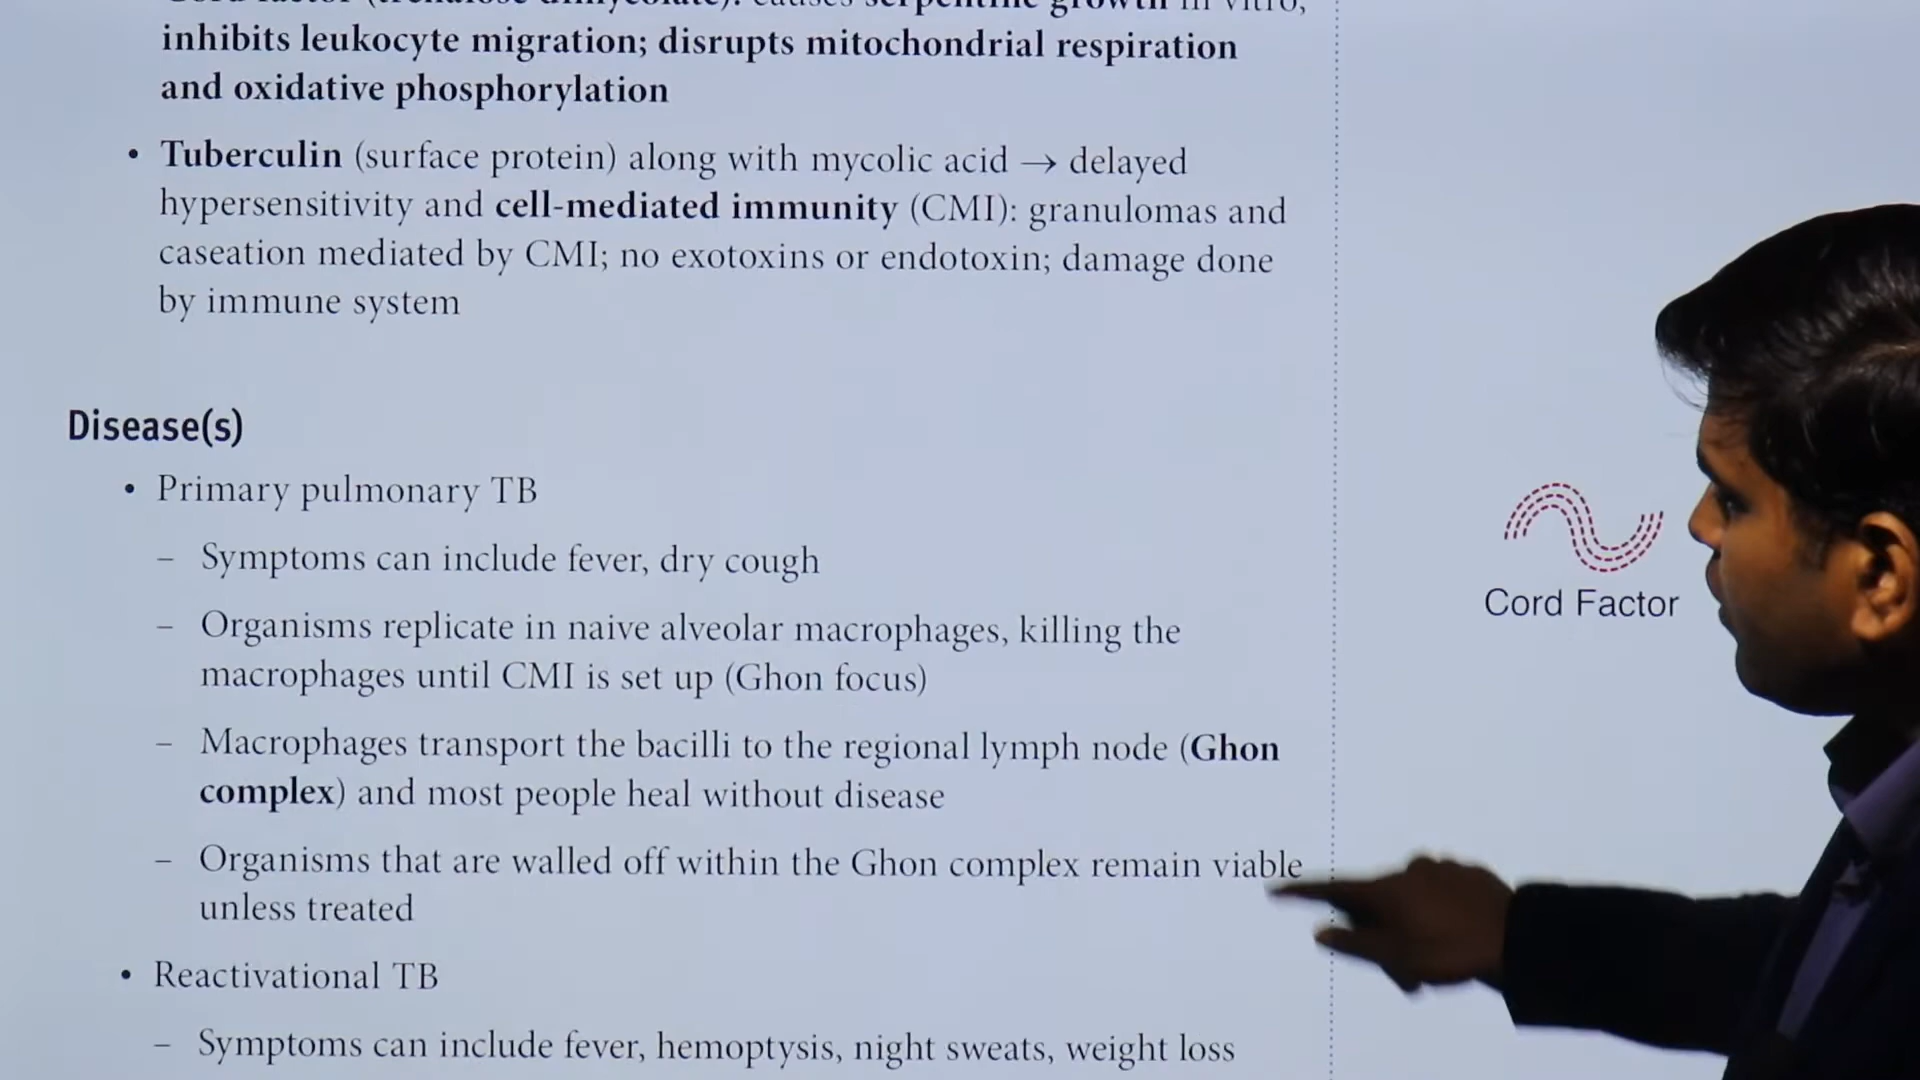 inhibits leukocyte migration; disrupts mitochondrial respiration
and oxidative phosphorylation
• Tuberculin (surface protein) along with mycolic acid → delayed
hypersensitivity and cell-mediated immunity (CMI): granulomas and
caseation mediated by CMI; no exotoxins or endotoxin; damage done
by immune system
Disease(s)
• Primary pulmonary TB
– Symptoms can include fever, dry cough
– Organisms replicate in naive alveolar macrophages, killing the
macrophages until CMI is set up (Ghon focus)
– Macrophages transport the bacilli to the regional lymph node (Ghon
complex) and most people heal without disease
– Organisms that are walled off within the Ghon complex remain viable
unless treated
• Reactivational TB
– Symptoms can include fever, hemoptysis, night sweats, weight loss
Cord Factor